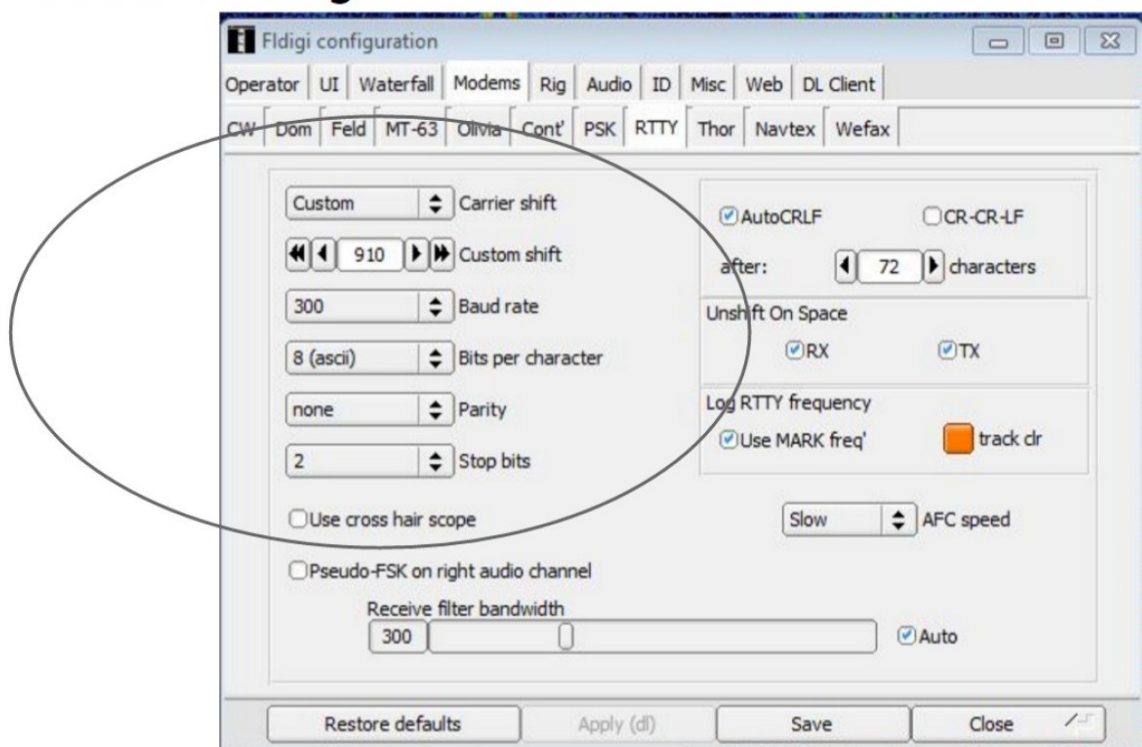 Fldigi configuration
Operator UI Waterfall Modems Rig Audio ID Misc Web DL Client
CW Dom Feld MT-63 Olivia Cont' PSK RTTY Thor Navtex Wefax
Custom Carrier shift
910 Custom shift
300 Baud rate
8 (ascii) Bits per character
none Parity
2 Stop bits
Use cross hair scope
Pseudo-FSK on right audio channel
Receive filter bandwidth
300 Auto
AutoCRLF CR-CR-LF
after: 72 characters
Unshift On Space
RX TX
Log RTTY frequency
Use MARK freq' track clr
Slow AFC speed
Restore defaults Apply (dl) Save Close